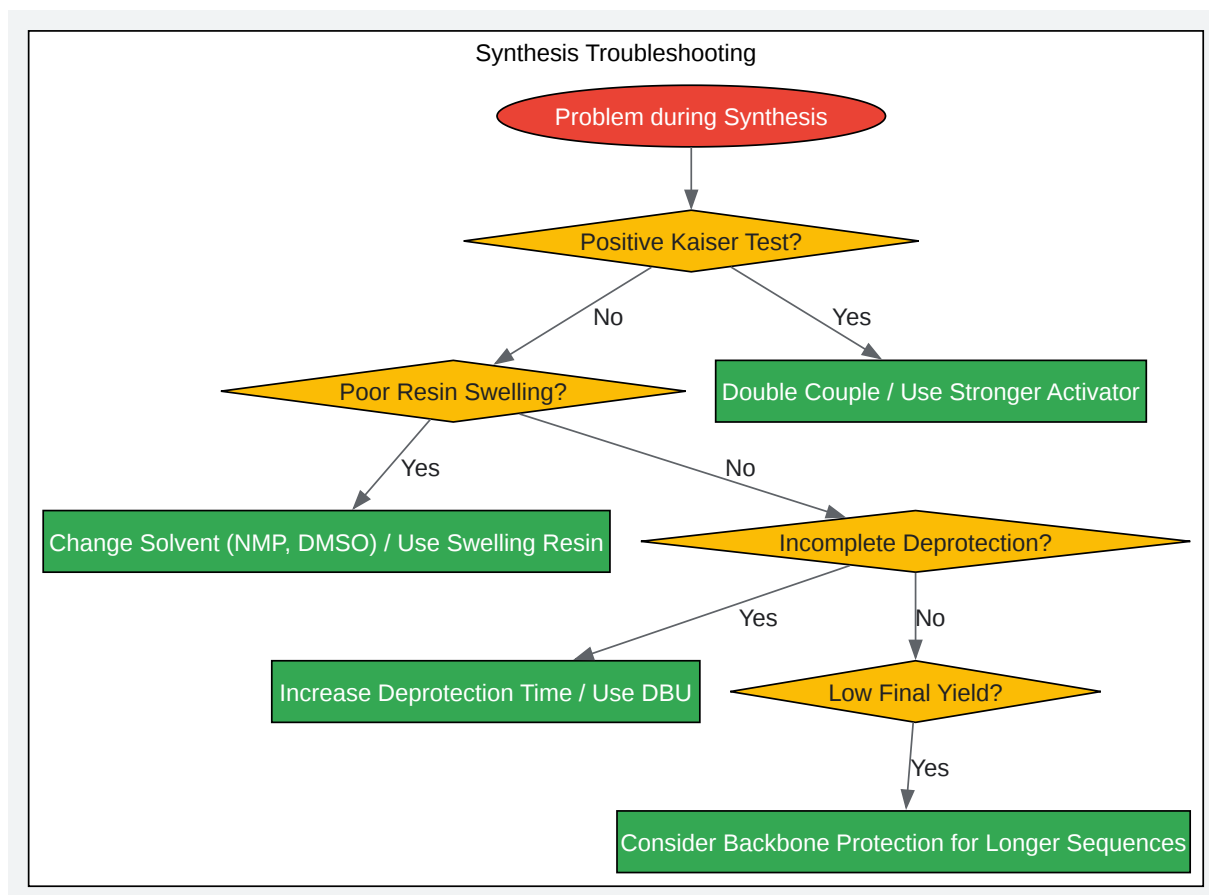 Synthesis Troubleshooting
Problem during Synthesis
Positive Kaiser Test?
No
Yes
Poor Resin Swelling?
Double Couple / Use Stronger Activator
Yes
No
Change Solvent (NMP, DMSO) / Use Swelling Resin
Incomplete Deprotection?
Yes
No
Increase Deprotection Time / Use DBU
Low Final Yield?
Yes
Consider Backbone Protection for Longer Sequences